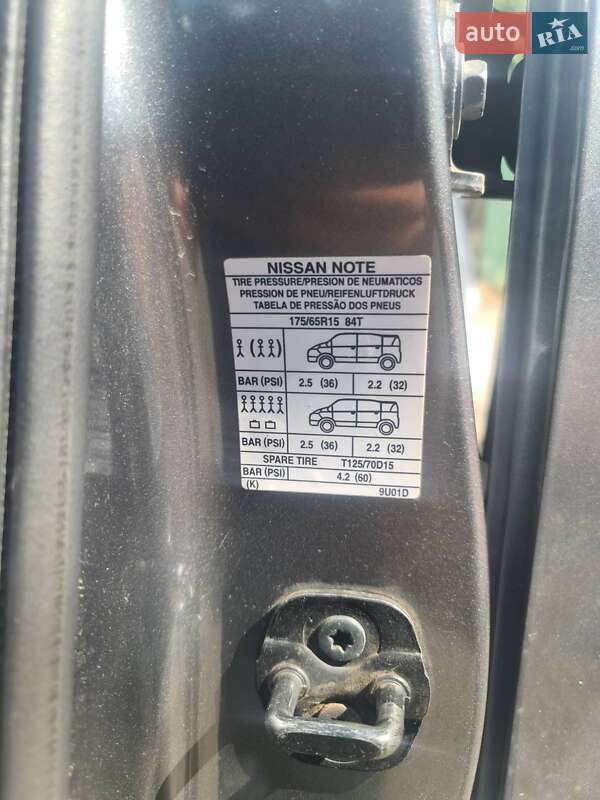 auto RIA.com
NISSAN NOTE
TIRE PRESSURE/PRESION DE NEUMATICOS
PRESSION DE PNEU/REIFENLUFTDRUCK
TABELA DE PRESSÃO DOS PNEUS
175/65R15 84T
BAR (PSI) 2.5 (36) 2.2 (32)
BAR (PSI) 2.5 (36) 2.2 (32)
SPARE TIRE T125/70D15
BAR (PSI) 4.2 (60)
(K) 9U01D